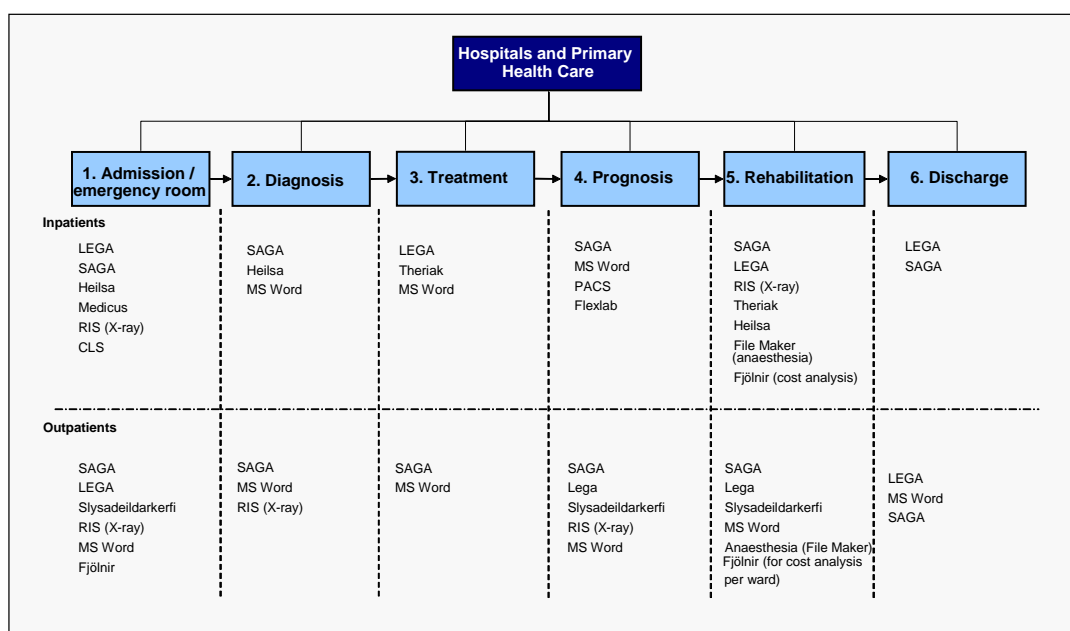 Hospitals and Primary
Health Care
1. Admission /
emergency room
2. Diagnosis
3. Treatment
4. Prognosis
5. Rehabilitation
6. Discharge
Inpatients
LEGA
SAGA
Heilsa
Medicus
RIS (X-ray)
CLS
SAGA
Heilsa
MS Word
LEGA
Theriak
MS Word
SAGA
MS Word
PACS
Flexlab
SAGA
LEGA
RIS (X-ray)
Theriak
Heilsa
File Maker
(anaesthesia)
Fjölnir (cost analysis)
LEGA
SAGA
Outpatients
SAGA
LEGA
Slysadeildarkerfi
RIS (X-ray)
MS Word
Fjölnir
SAGA
MS Word
RIS (X-ray)
SAGA
MS Word
SAGA
Lega
Slysadeildarkerfi
RIS (X-ray)
MS Word
SAGA
Lega
Slysadeildarkerfi
MS Word
Anaesthesia (File Maker)
Fjölnir (for cost analysis
per ward)
LEGA
MS Word
SAGA